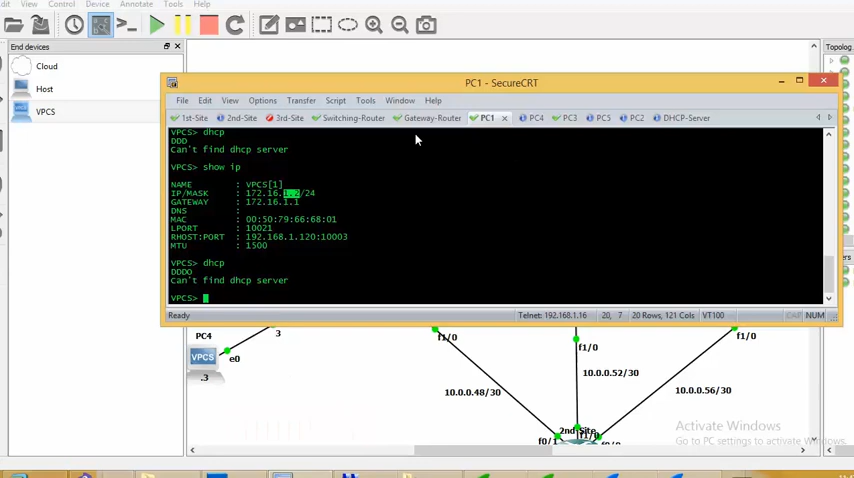 dit View Control Device Annotate Tools Help
End devices
Topolog
Cloud
Host
VPCS
PC1 - SecureCRT
File Edit View Options Transfer Script Tools Window Help
1st-Site 2nd-Site 3rd-Site Switching-Router Gateway-Router PC1 PC4 PC3 PC5 PC2 DHCP-Server
VPCS> dhcp
DDD
Can't find dhcp server
VPCS> show ip
NAME : VPCS[1]
IP/MASK : 172.16.1.2/24
GATEWAY : 172.16.1.1
DNS :
MAC : 00:50:79:66:68:01
LPORT : 10021
RHOST:PORT : 192.168.1.120:10003
MTU : 1500
VPCS> dhcp
DDDO
Can't find dhcp server
VPCS>
Ready Telnet: 192.168.1.16 20, 7 20 Rows, 121 Cols VT100 CAP NUM
ers
PC4
3
f1/0
f1/0
VPCS
e0
f1/0
.3
10.0.0.52/30
10.0.0.48/30
10.0.0.56/30
Activate Windows
Go to PC settings to activate Windows.
2nd-Site
f0/1
f1/0